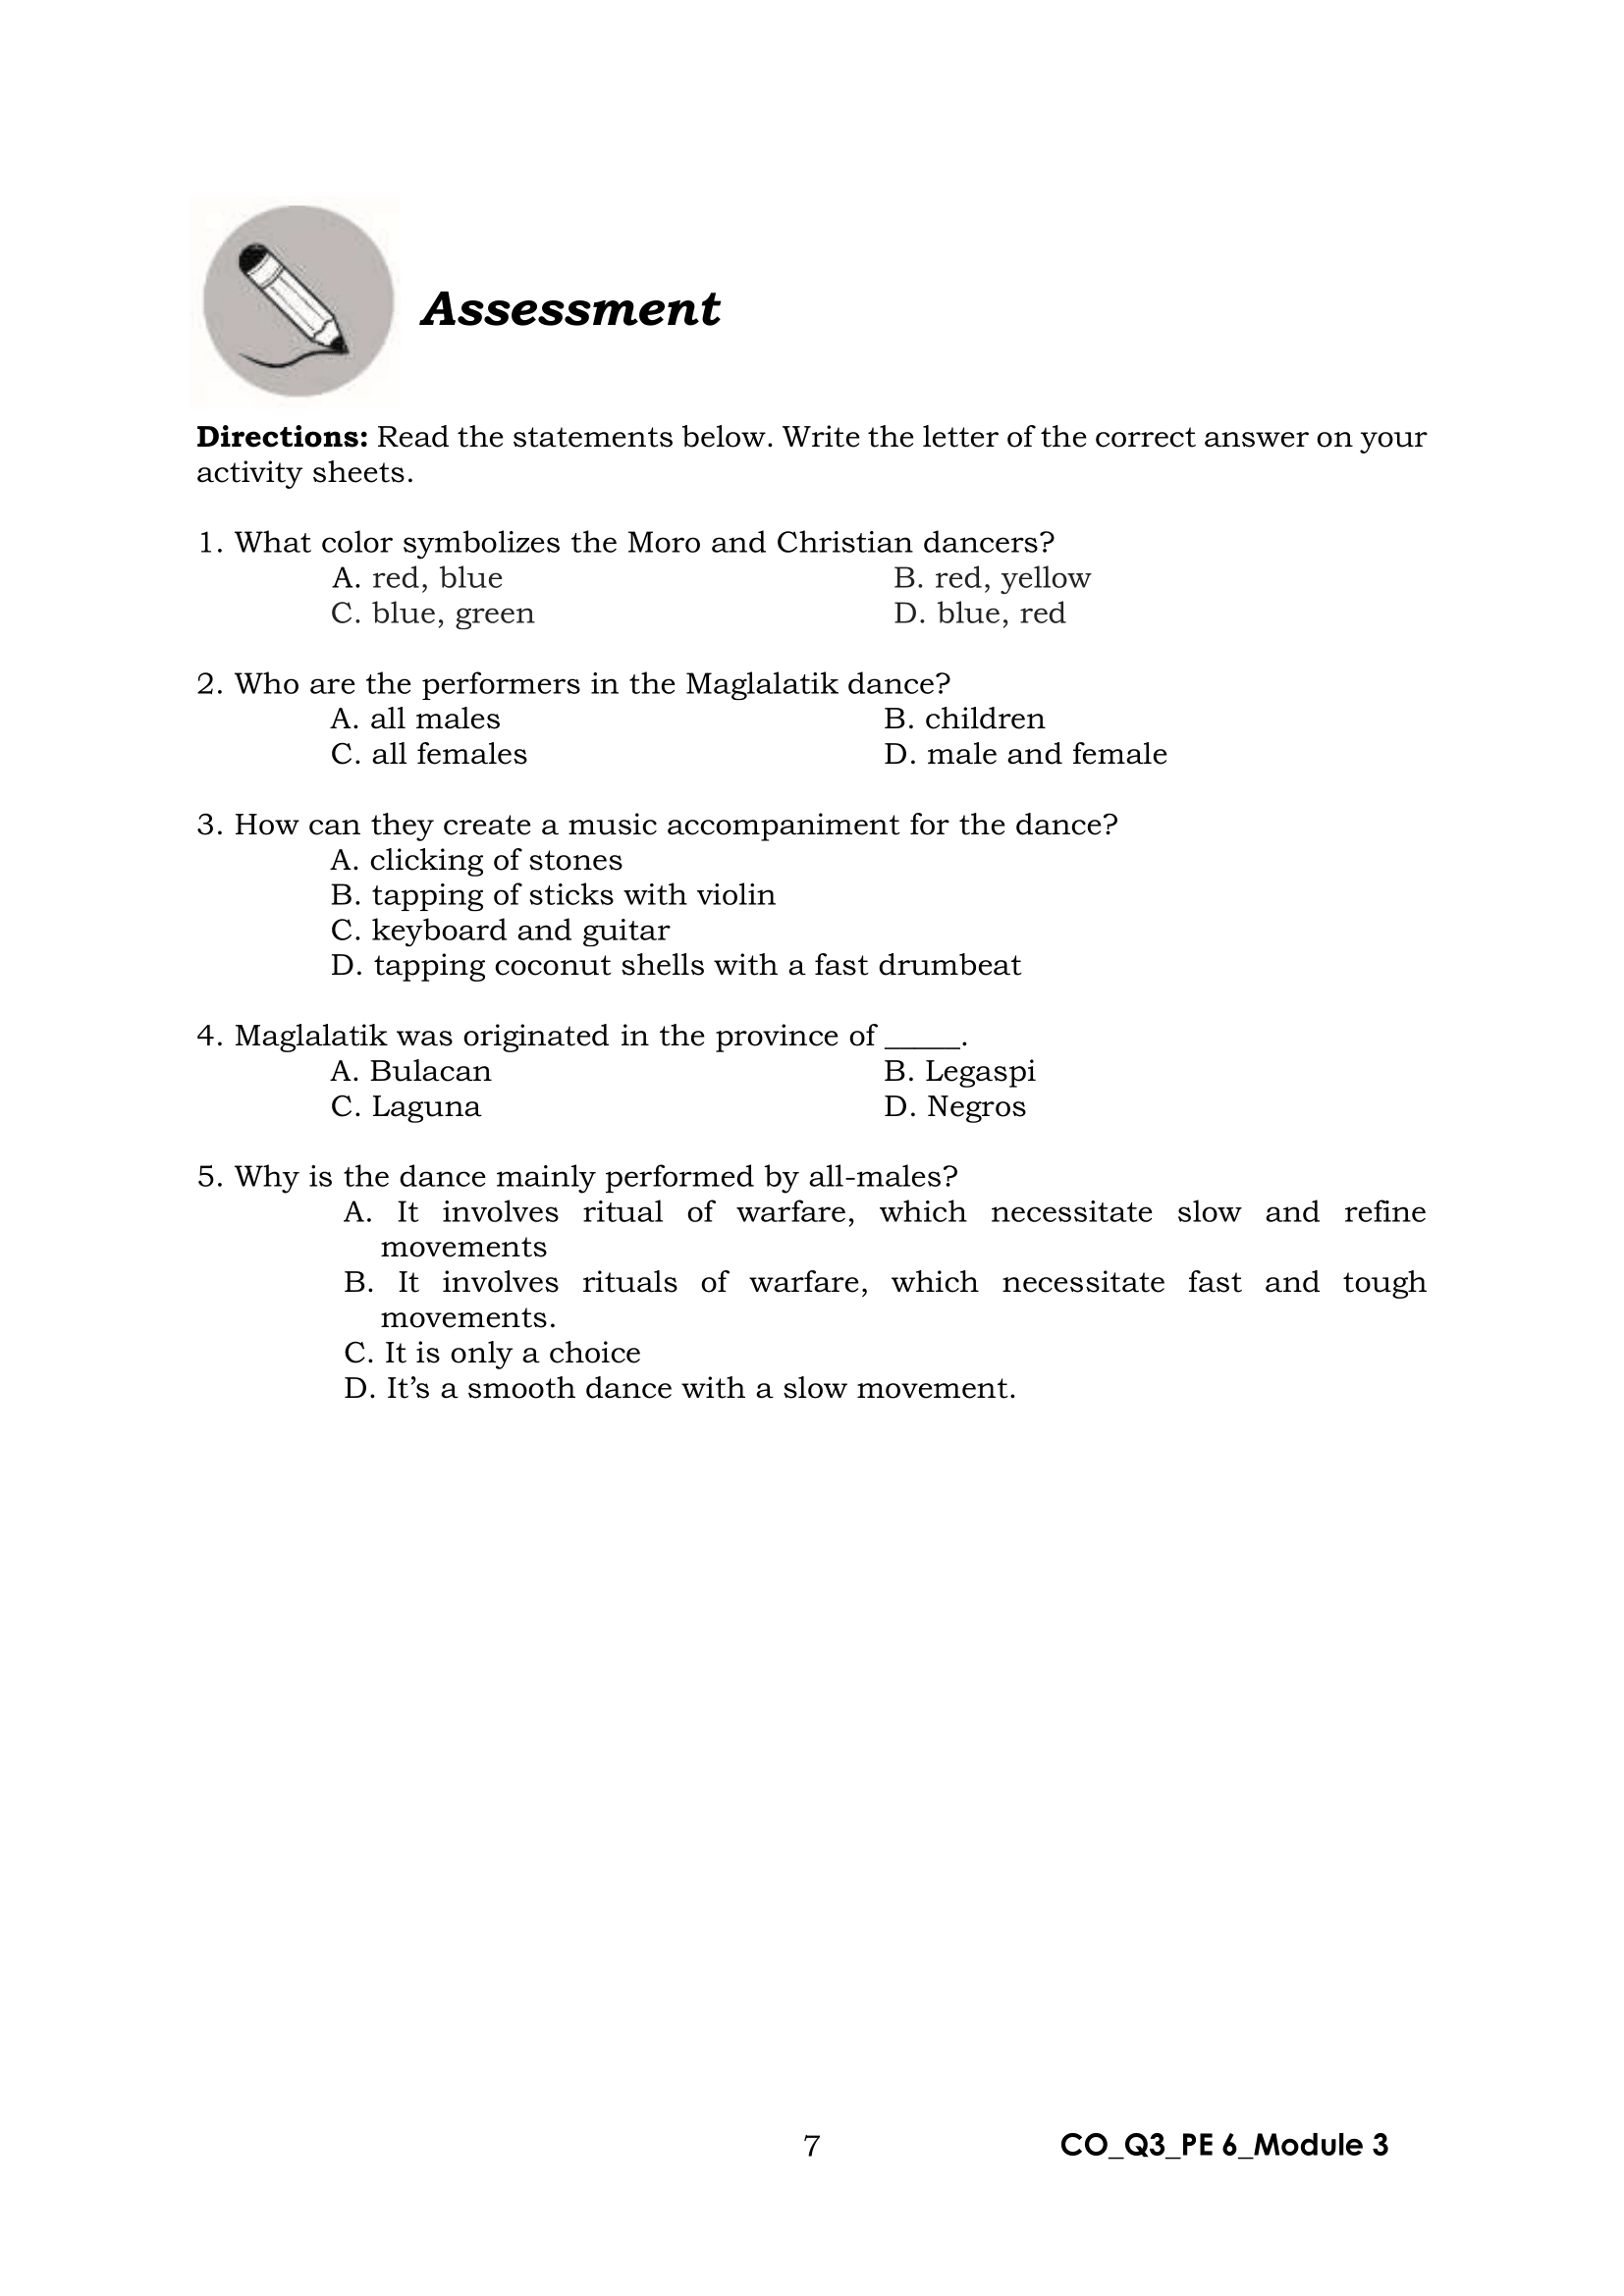 Assessment
Directions: Read the statements below. Write the letter of the correct answer on your
activity sheets.
1. What color symbolizes the Moro and Christian dancers?
A. red, blue B. red, yellow
C. blue, green D. blue, red
2. Who are the performers in the Maglalatik dance?
A. all males B. children
C. all females D. male and female
3. How can they create a music accompaniment for the dance?
A. clicking of stones
B. tapping of sticks with violin
C. keyboard and guitar
D. tapping coconut shells with a fast drumbeat
4. Maglalatik was originated in the province of _____.
A. Bulacan B. Legaspi
C. Laguna D. Negros
5. Why is the dance mainly performed by all-males?
A. It involves ritual of warfare, which necessitate slow and refine
movements
B. It involves rituals of warfare, which necessitate fast and tough
movements.
C. It is only a choice
D. It’s a smooth dance with a slow movement.
7 CO_Q3_PE 6_Module 3